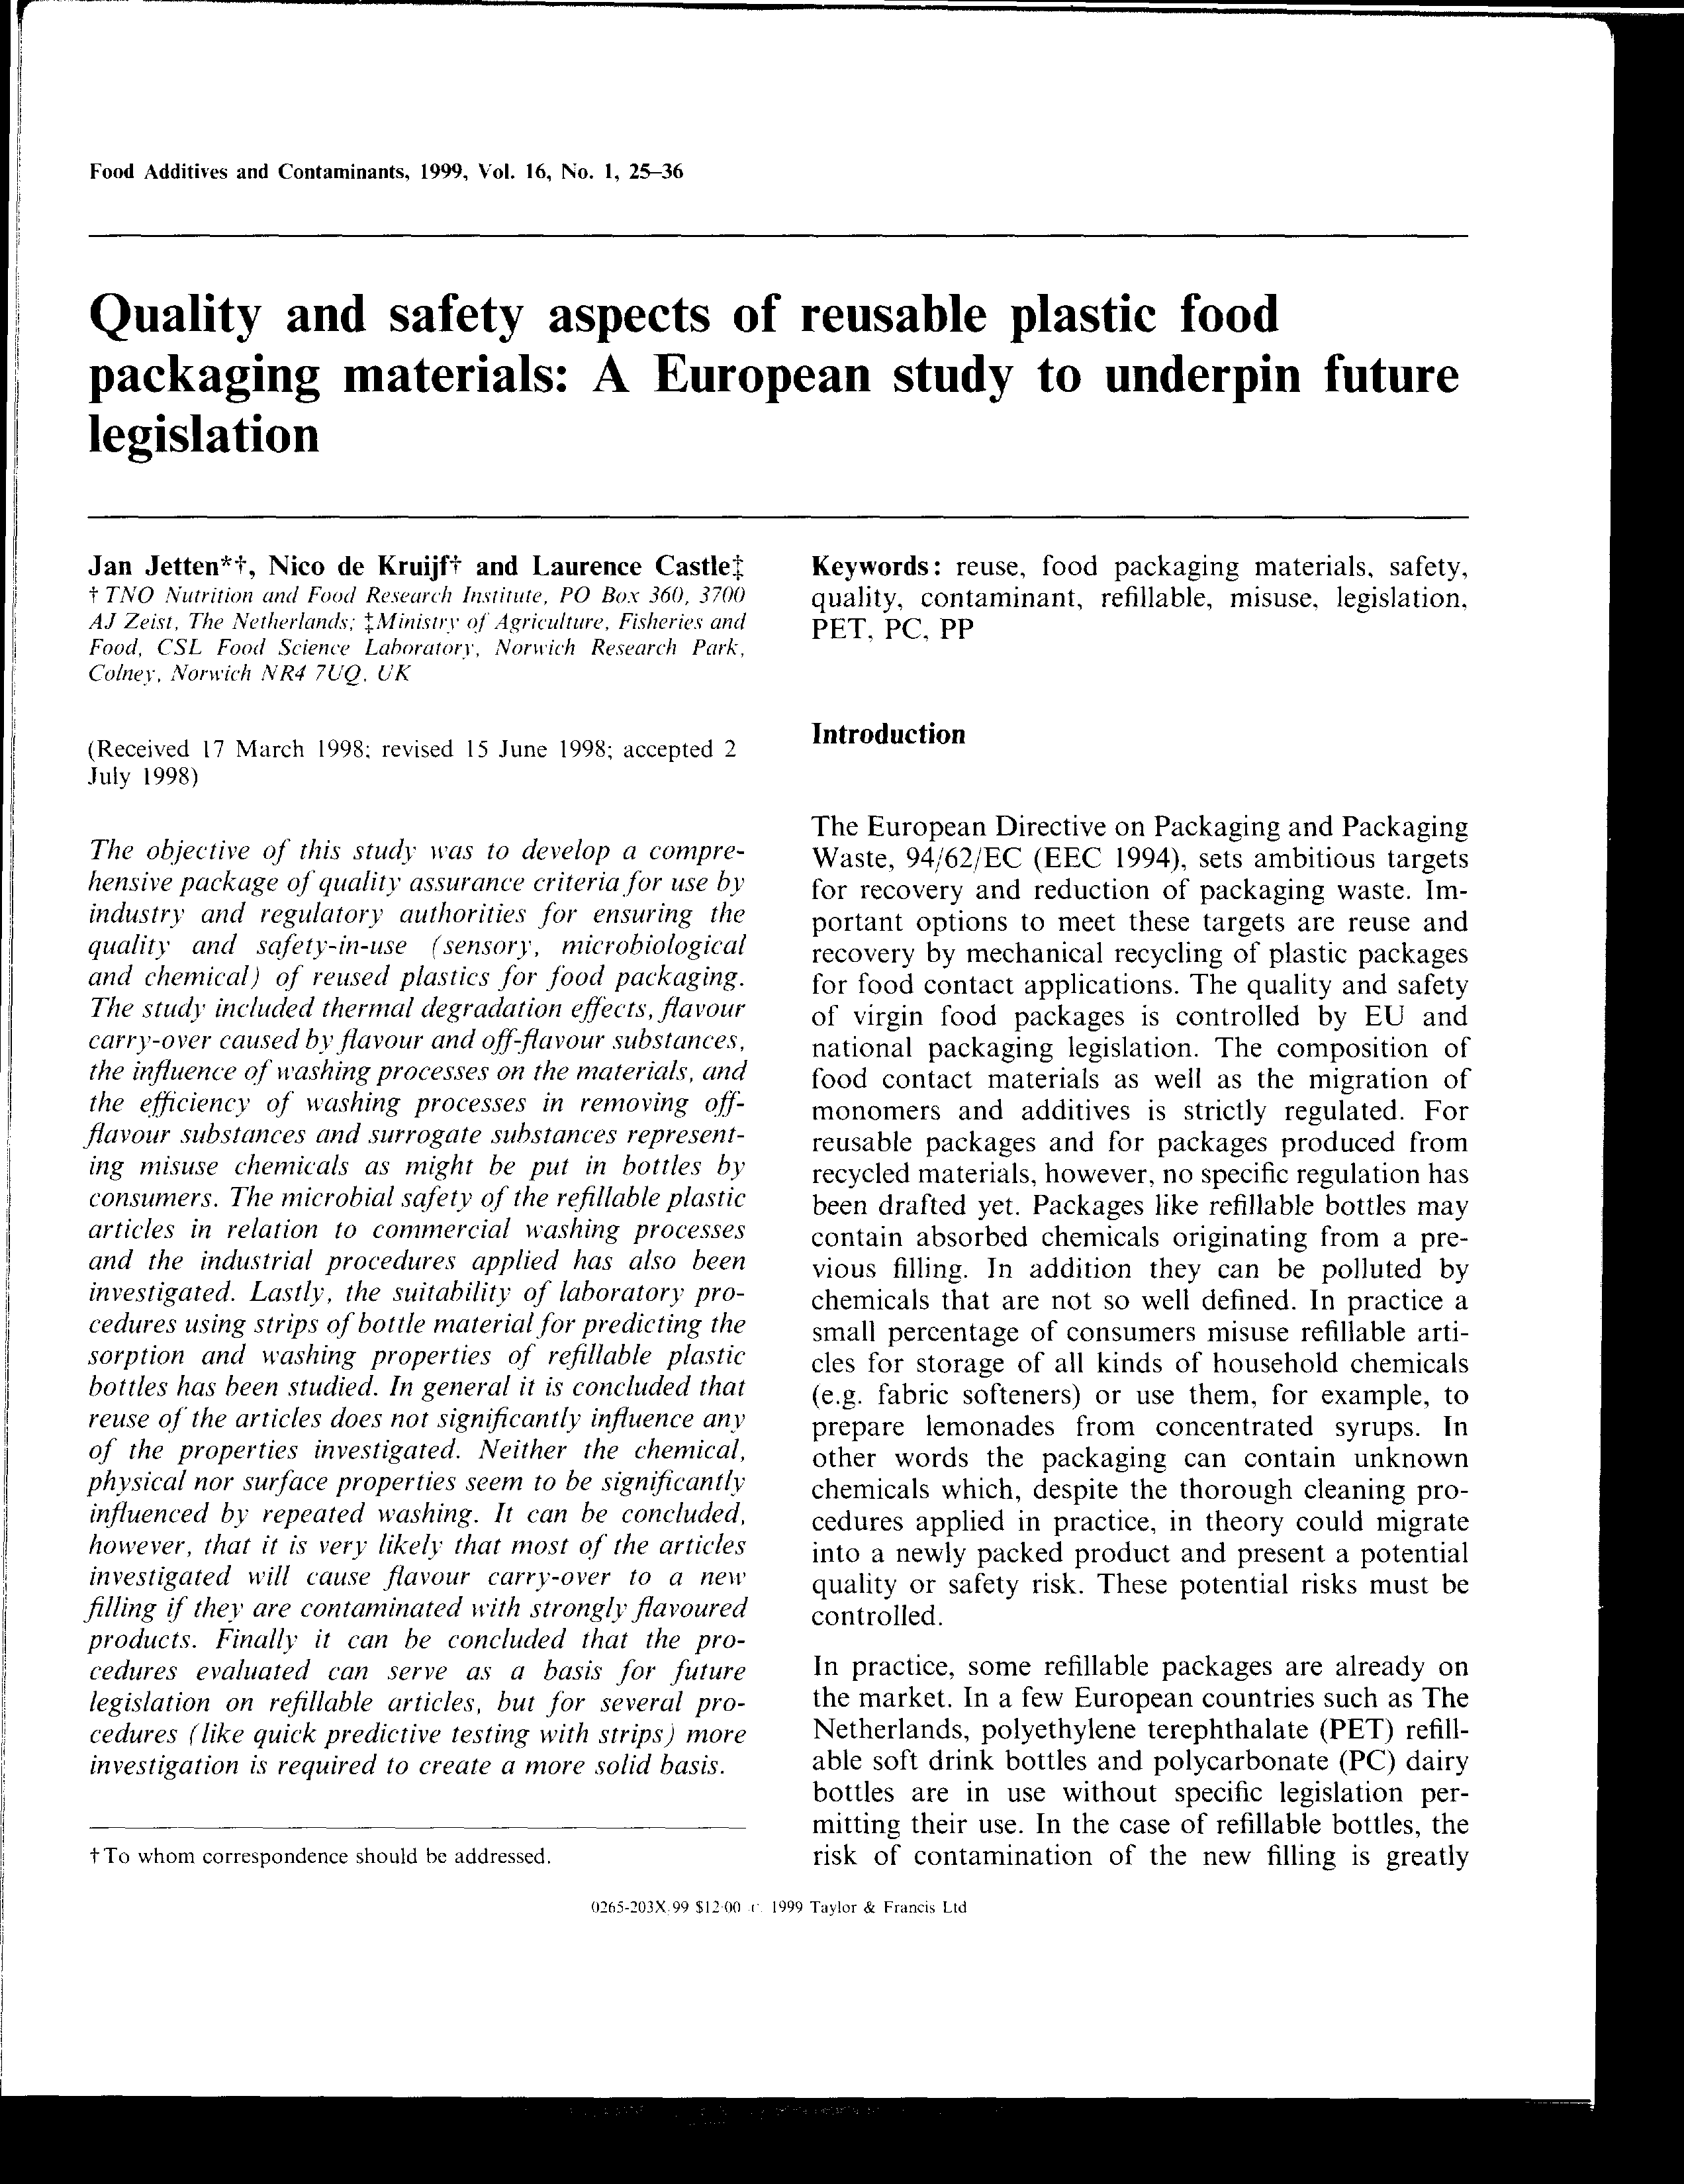 Food Additives and Contaminants, 1999, Vol. 16, No. 1, 25–36
Quality and safety aspects of reusable plastic food
packaging materials: A European study to underpin future
legislation
Jan Jetten*†, Nico de Kruijf† and Laurence Castle‡
† TNO Nutrition and Food Research Institute, PO Box 360, 3700
AJ Zeist, The Netherlands; ‡Ministry of Agriculture, Fisheries and
Food, CSL Food Science Laboratory, Norwich Research Park,
Colney, Norwich NR4 7UQ, UK
(Received 17 March 1998; revised 15 June 1998; accepted 2
July 1998)
The objective of this study was to develop a compre-
hensive package of quality assurance criteria for use by
industry and regulatory authorities for ensuring the
quality and safety-in-use (sensory, microbiological
and chemical) of reused plastics for food packaging.
The study included thermal degradation effects, flavour
carry-over caused by flavour and off-flavour substances,
the influence of washing processes on the materials, and
the efficiency of washing processes in removing off-
flavour substances and surrogate substances represent-
ing misuse chemicals as might be put in bottles by
consumers. The microbial safety of the refillable plastic
articles in relation to commercial washing processes
and the industrial procedures applied has also been
investigated. Lastly, the suitability of laboratory pro-
cedures using strips of bottle material for predicting the
sorption and washing properties of refillable plastic
bottles has been studied. In general it is concluded that
reuse of the articles does not significantly influence any
of the properties investigated. Neither the chemical,
physical nor surface properties seem to be significantly
influenced by repeated washing. It can be concluded,
however, that it is very likely that most of the articles
investigated will cause flavour carry-over to a new
filling if they are contaminated with strongly flavoured
products. Finally it can be concluded that the pro-
cedures evaluated can serve as a basis for future
legislation on refillable articles, but for several pro-
cedures (like quick predictive testing with strips) more
investigation is required to create a more solid basis.
†To whom correspondence should be addressed.
Keywords: reuse, food packaging materials, safety,
quality, contaminant, refillable, misuse, legislation,
PET, PC, PP
Introduction
The European Directive on Packaging and Packaging
Waste, 94/62/EC (EEC 1994), sets ambitious targets
for recovery and reduction of packaging waste. Im-
portant options to meet these targets are reuse and
recovery by mechanical recycling of plastic packages
for food contact applications. The quality and safety
of virgin food packages is controlled by EU and
national packaging legislation. The composition of
food contact materials as well as the migration of
monomers and additives is strictly regulated. For
reusable packages and for packages produced from
recycled materials, however, no specific regulation has
been drafted yet. Packages like refillable bottles may
contain absorbed chemicals originating from a pre-
vious filling. In addition they can be polluted by
chemicals that are not so well defined. In practice a
small percentage of consumers misuse refillable arti-
cles for storage of all kinds of household chemicals
(e.g. fabric softeners) or use them, for example, to
prepare lemonades from concentrated syrups. In
other words the packaging can contain unknown
chemicals which, despite the thorough cleaning pro-
cedures applied in practice, in theory could migrate
into a newly packed product and present a potential
quality or safety risk. These potential risks must be
controlled.
In practice, some refillable packages are already on
the market. In a few European countries such as The
Netherlands, polyethylene terephthalate (PET) refill-
able soft drink bottles and polycarbonate (PC) dairy
bottles are in use without specific legislation per-
mitting their use. In the case of refillable bottles, the
risk of contamination of the new filling is greatly
0265-203X/99 $12·00 © 1999 Taylor & Francis Ltd